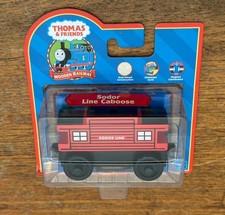 THOMAS
& FRIENDS
WOODEN RAILWAY
Sodor
Line Caboose
SODOR LINE